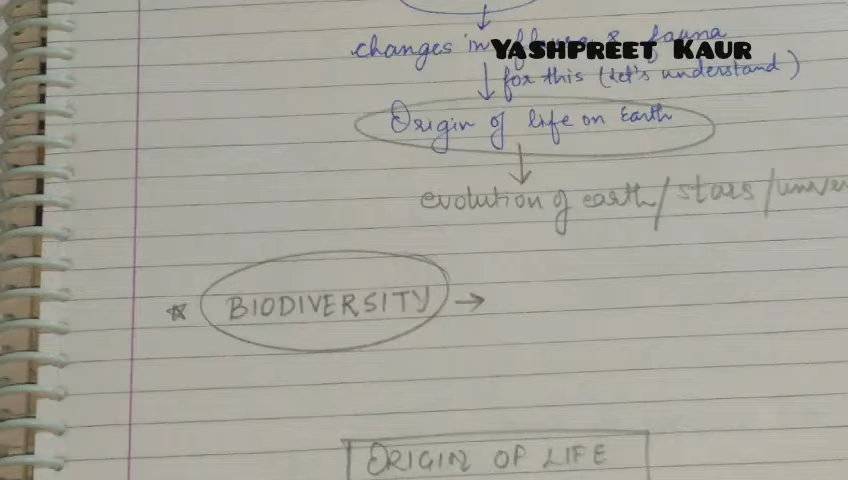 changes in flora & fauna
YASHPREET KAUR
for this (Let's understand)
Origin of life on Earth
evolution of earth/stars/univer
* BIODIVERSITY →
ORIGIN OF LIFE